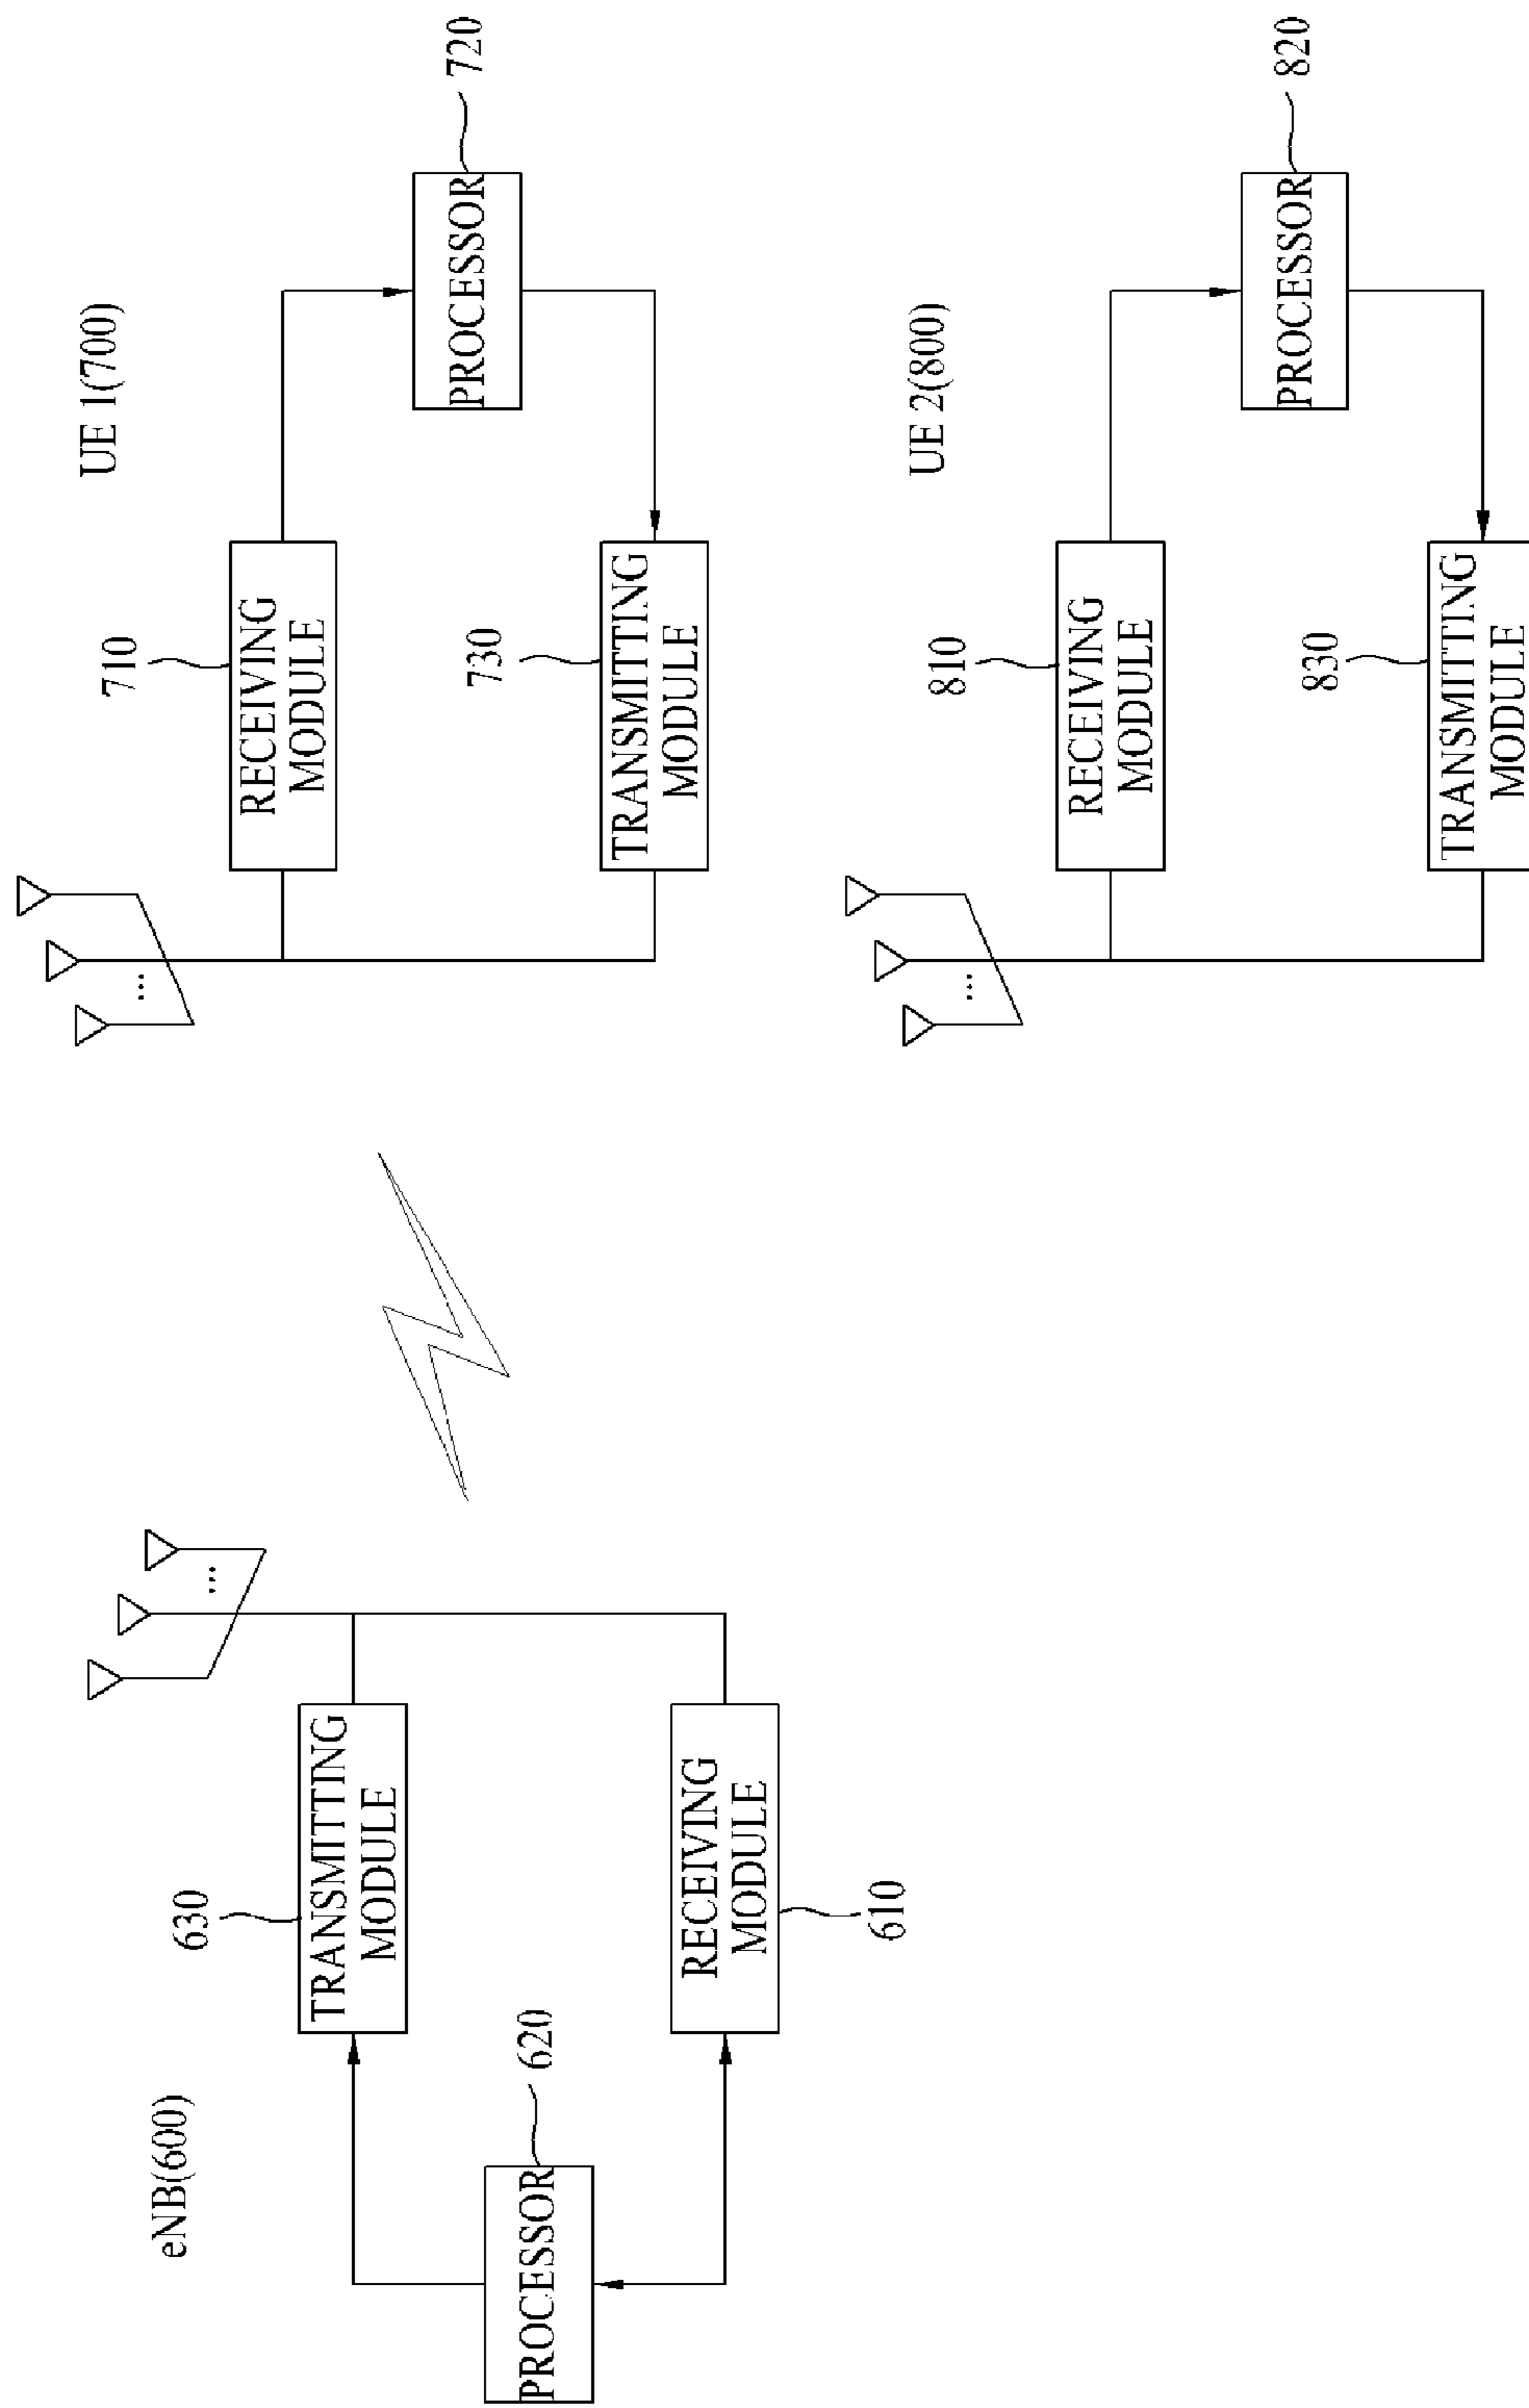 eNB(600)
630
TRANSMITTING
MODULE
620
PROCESSOR
RECEIVING
MODULE
610
...
UE 1(700)
710
RECEIVING
MODULE
720
PROCESSOR
730
TRANSMITTING
MODULE
...
UE 2(800)
810
RECEIVING
MODULE
820
PROCESSOR
830
TRANSMITTING
MODULE
...